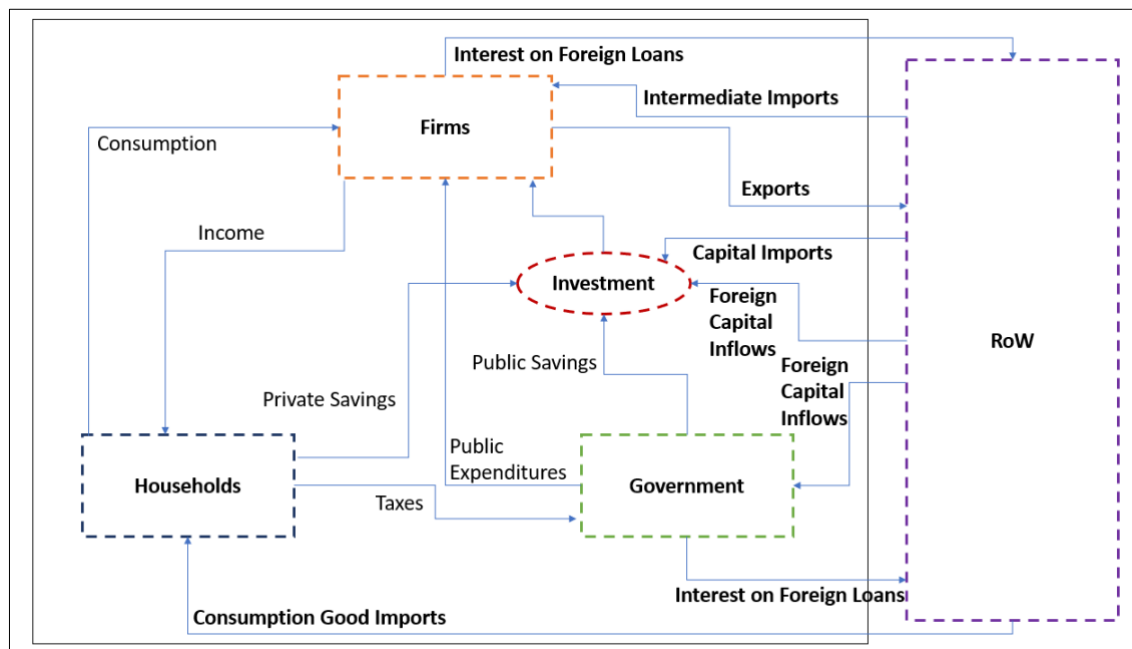 Interest on Foreign Loans
Intermediate Imports
Firms
Consumption
Exports
Income
Capital Imports
Investment
Foreign
Capital
Inflows
RoW
Public Savings
Foreign
Capital
Inflows
Private Savings
Public
Expenditures
Households
Government
Taxes
Interest on Foreign Loans
Consumption Good Imports